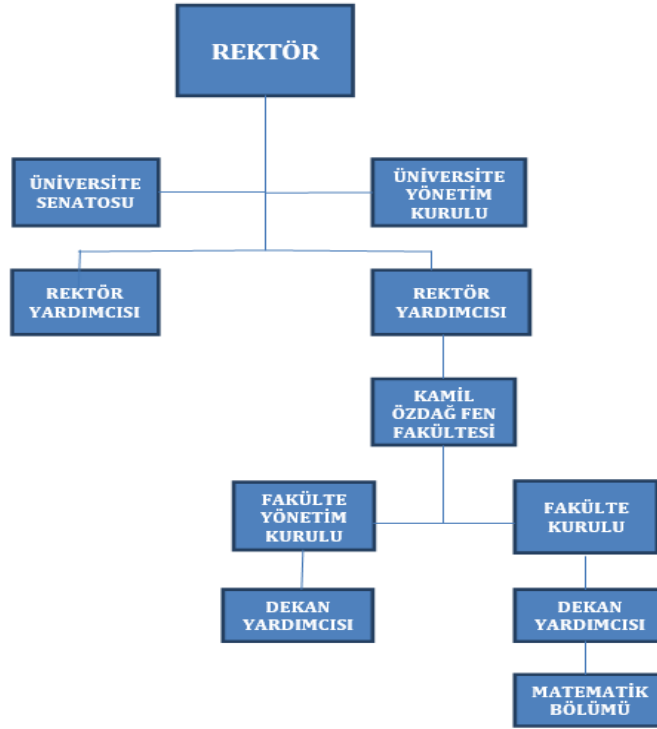 REKTÖR
ÜNİVERSİTE
SENATOSU
ÜNİVERSİTE
YÖNETİM
KURULU
REKTÖR
YARDIMCISI
REKTÖR
YARDIMCISI
KAMİL
ÖZDAĞ FEN
FAKÜLTESİ
FAKÜLTE
YÖNETİM
KURULU
FAKÜLTE
KURULU
DEKAN
YARDIMCISI
DEKAN
YARDIMCISI
MATEMATİK
BÖLÜMÜ